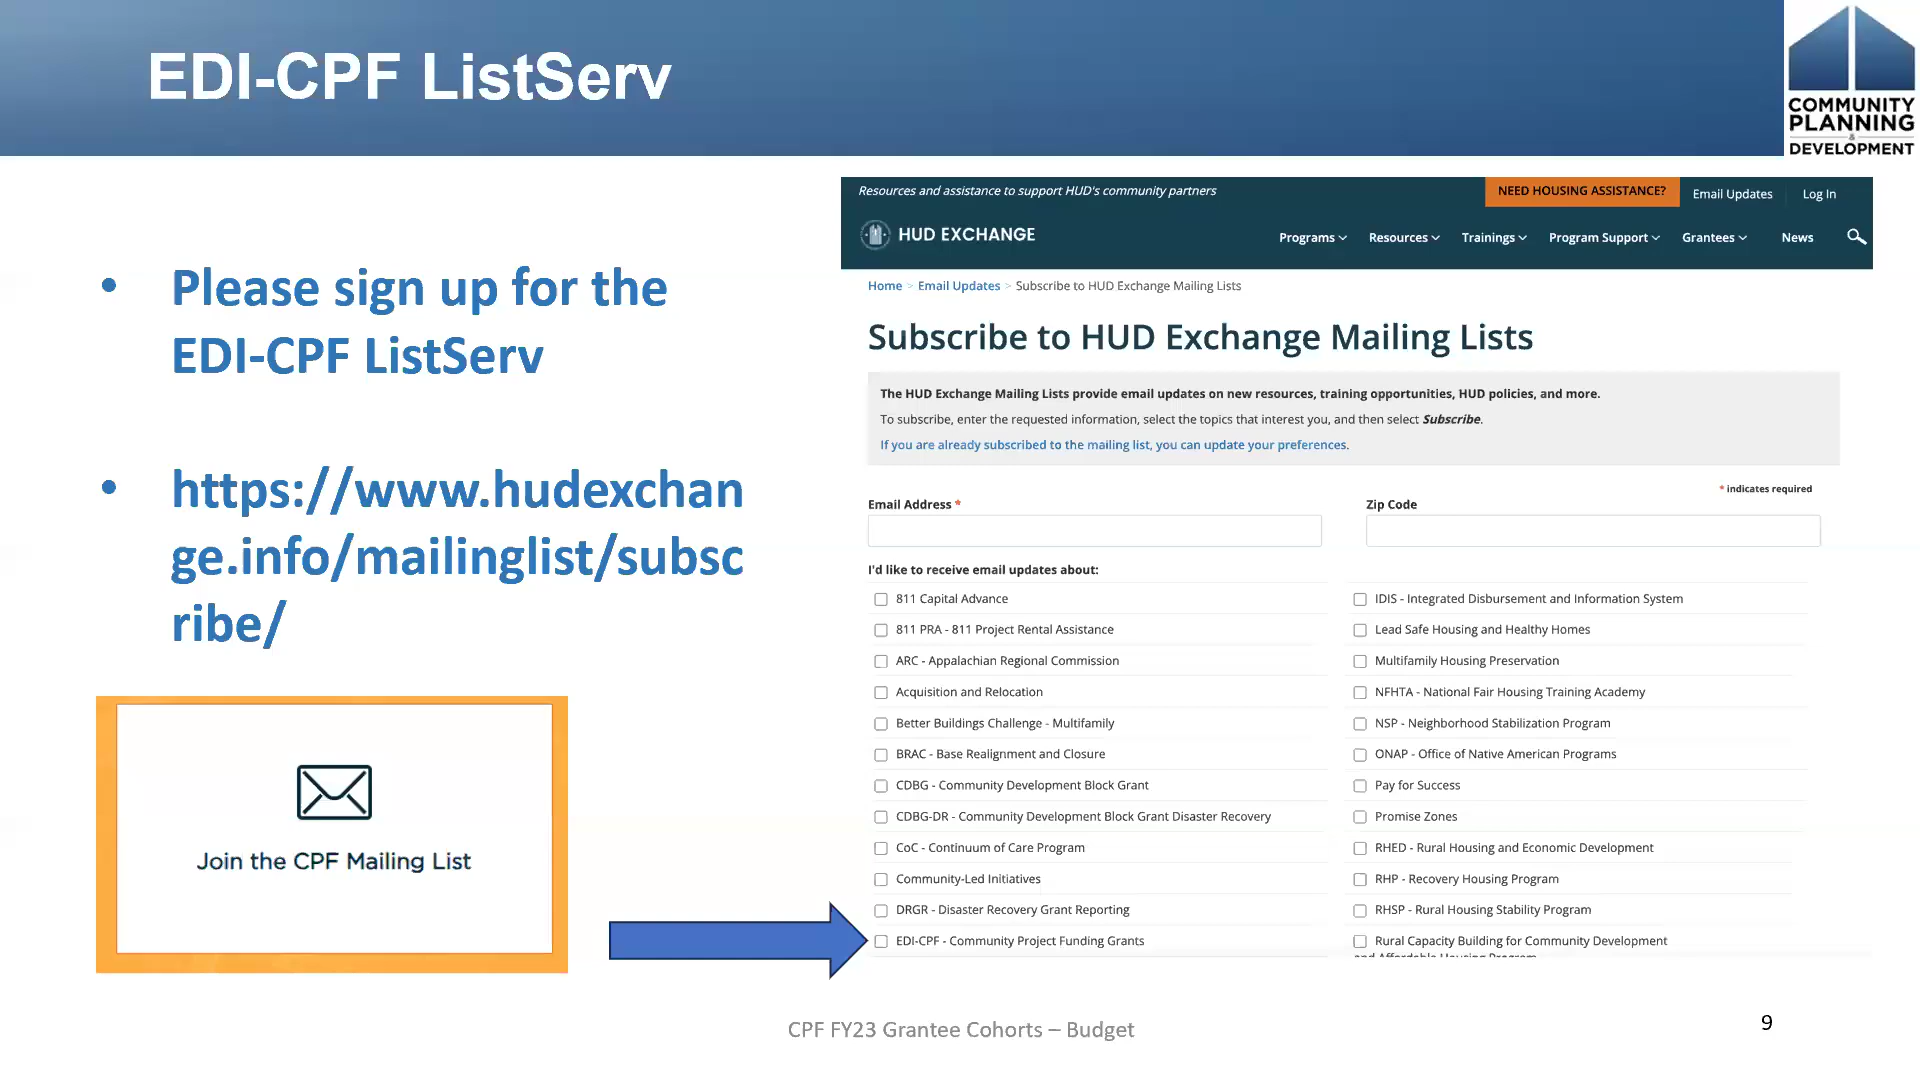 EDI-CPF ListServ
COMMUNITY
PLANNING
&
DEVELOPMENT
• Please sign up for the
EDI-CPF ListServ
• https://www.hudexchan
ge.info/mailinglist/subsc
ribe/
Join the CPF Mailing List
Resources and assistance to support HUD's community partners
NEED HOUSING ASSISTANCE? Email Updates Log In
HUD EXCHANGE
Programs Resources Trainings Program Support Grantees News
Home > Email Updates > Subscribe to HUD Exchange Mailing Lists
Subscribe to HUD Exchange Mailing Lists
The HUD Exchange Mailing Lists provide email updates on new resources, training opportunities, HUD policies, and more.
To subscribe, enter the requested information, select the topics that interest you, and then select Subscribe.
If you are already subscribed to the mailing list, you can update your preferences.
* indicates required
Email Address *
Zip Code
I'd like to receive email updates about:
811 Capital Advance
811 PRA - 811 Project Rental Assistance
ARC - Appalachian Regional Commission
Acquisition and Relocation
Better Buildings Challenge - Multifamily
BRAC - Base Realignment and Closure
CDBG - Community Development Block Grant
CDBG-DR - Community Development Block Grant Disaster Recovery
CoC - Continuum of Care Program
Community-Led Initiatives
DRGR - Disaster Recovery Grant Reporting
EDI-CPF - Community Project Funding Grants
IDIS - Integrated Disbursement and Information System
Lead Safe Housing and Healthy Homes
Multifamily Housing Preservation
NFHTA - National Fair Housing Training Academy
NSP - Neighborhood Stabilization Program
ONAP - Office of Native American Programs
Pay for Success
Promise Zones
RHED - Rural Housing and Economic Development
RHP - Recovery Housing Program
RHSP - Rural Housing Stability Program
Rural Capacity Building for Community Development
and Affordable Housing Program
CPF FY23 Grantee Cohorts – Budget
9